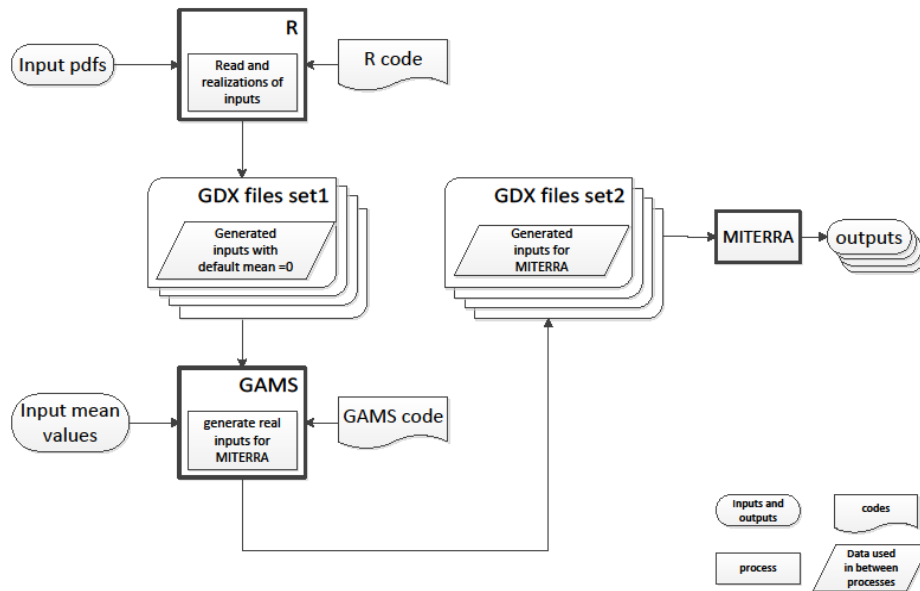 R
Input pdfs
Read and
realizations of
inputs
R code
GDX files set1
Generated
inputs with
default mean =0
GDX files set2
Generated
inputs for
MITERRA
MITERRA
outputs
GAMS
Input mean
values
generate real
inputs for
MITERRA
GAMS code
Inputs and
outputs
codes
process
Data used
in between
processes